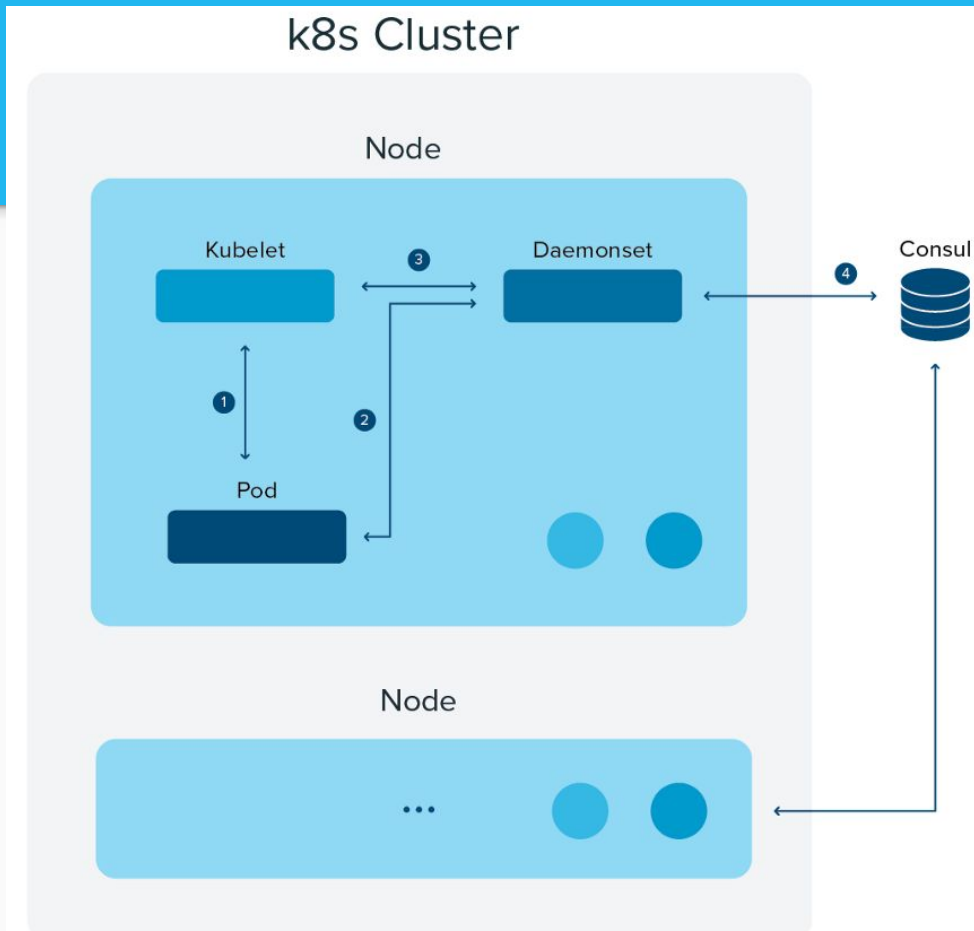 k8s Cluster
Node
Kubelet
3
Daemonset
4
Consul
1
2
Pod
Node
...